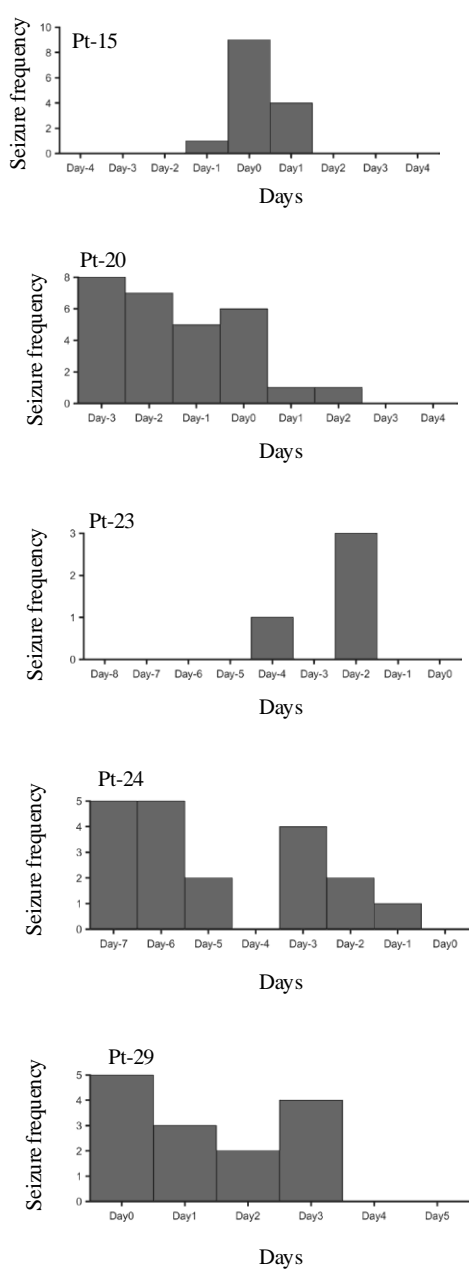 Pt-15
Seizure frequency
10
8
6
4
2
0
Day-4 Day-3 Day-2 Day-1 Day0 Day1 Day2 Day3 Day4
Days
Pt-20
Seizure frequency
8
6
4
2
0
Day-3 Day-2 Day-1 Day0 Day1 Day2 Day3 Day4
Days
Pt-23
Seizure frequency
3
2
1
0
Day-8 Day-7 Day-6 Day-5 Day-4 Day-3 Day-2 Day-1 Day0
Days
Pt-24
Seizure frequency
5
4
3
2
1
0
Day-7 Day-6 Day-5 Day-4 Day-3 Day-2 Day-1 Day0
Days
Pt-29
Seizure frequency
5
4
3
2
1
0
Day0 Day1 Day2 Day3 Day4 Day5
Days